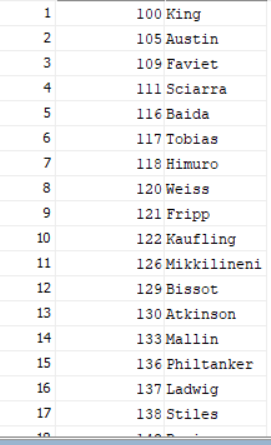 1 100 King
2 105 Austin
3 109 Faviet
4 111 Sciarra
5 116 Baida
6 117 Tobias
7 118 Himuro
8 120 Weiss
9 121 Fripp
10 122 Kaufling
11 126 Mikkilineni
12 129 Bissot
13 130 Atkinson
14 133 Mallin
15 136 Philtanker
16 137 Ladwig
17 138 Stiles